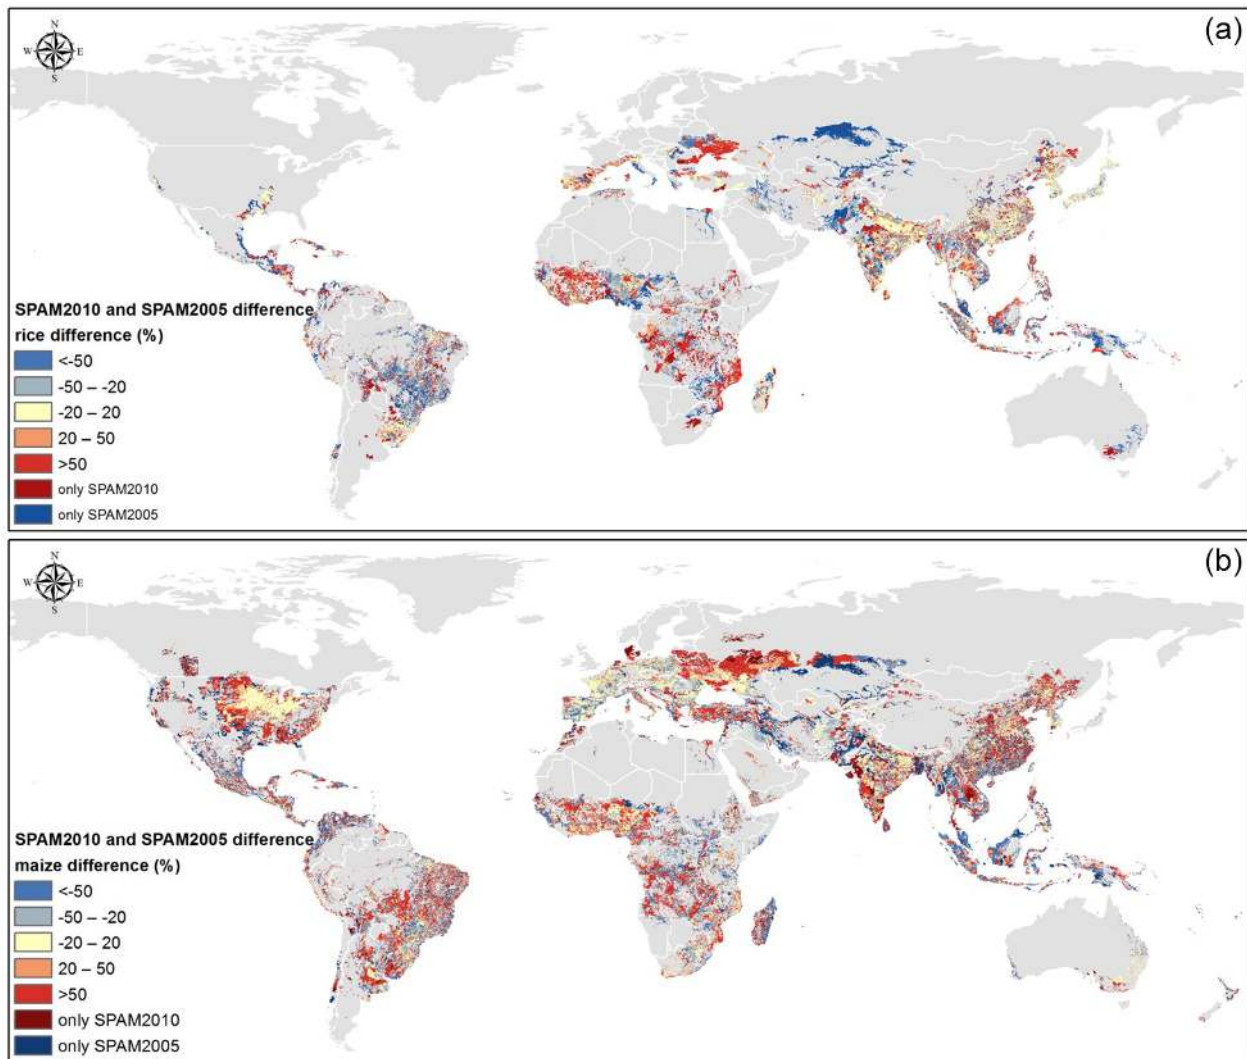 (a)
N
W E
S
SPAM2010 and SPAM2005 difference
rice difference (%)
<-50
-50 – -20
-20 – 20
20 – 50
>50
only SPAM2010
only SPAM2005
(b)
N
W E
S
SPAM2010 and SPAM2005 difference
maize difference (%)
<-50
-50 – -20
-20 – 20
20 – 50
>50
only SPAM2010
only SPAM2005